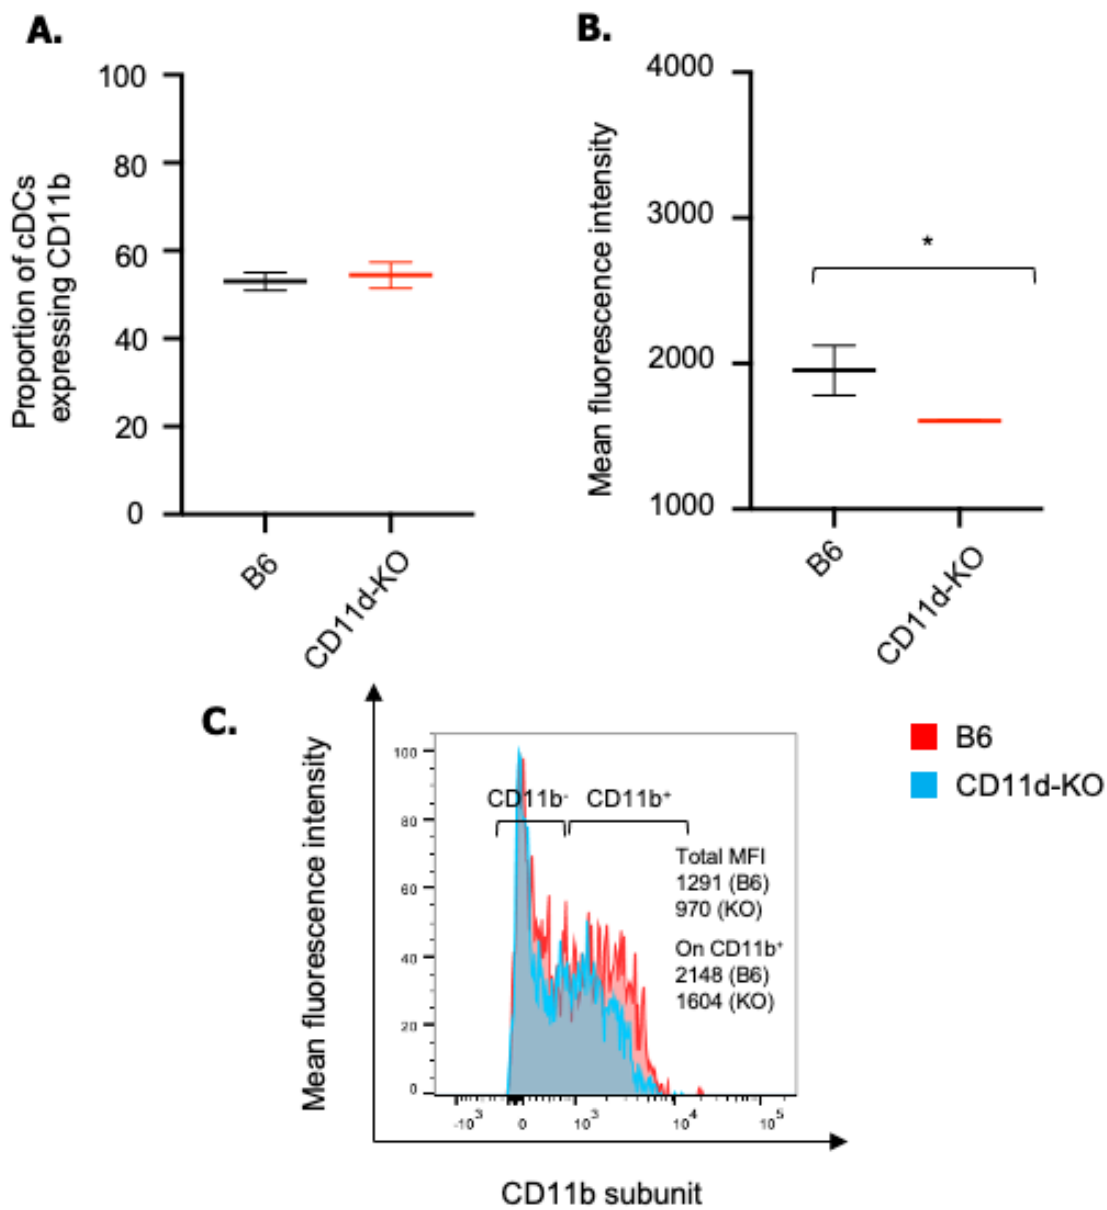 A.
Proportion of cDCs
expressing CD11b
100
80
60
40
20
0
B6
CD11d-KO
B.
Mean fluorescence intensity
4000
3000
2000
1000
*
B6
CD11d-KO
C.
Mean fluorescence intensity
100
80
60
40
20
0
CD11b⁻ CD11b⁺
Total MFI
1291 (B6)
970 (KO)
On CD11b⁺
2148 (B6)
1604 (KO)
-10³ 0 10³ 10⁴ 10⁵
CD11b subunit
B6
CD11d-KO